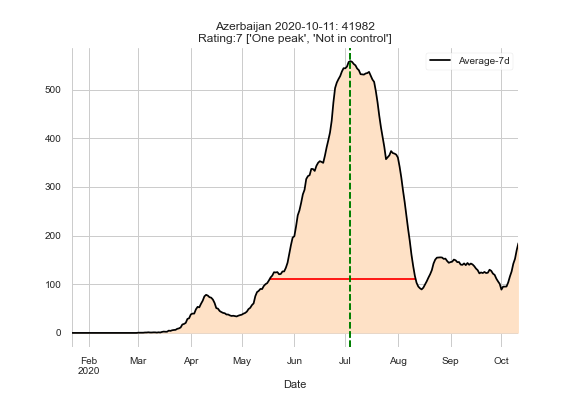 Azerbaijan 2020-10-11: 41982
Rating:7 ['One peak', 'Not in control']
Average-7d
500
400
300
200
100
0
Feb
2020
Mar
Apr
May
Jun
Jul
Aug
Sep
Oct
Date